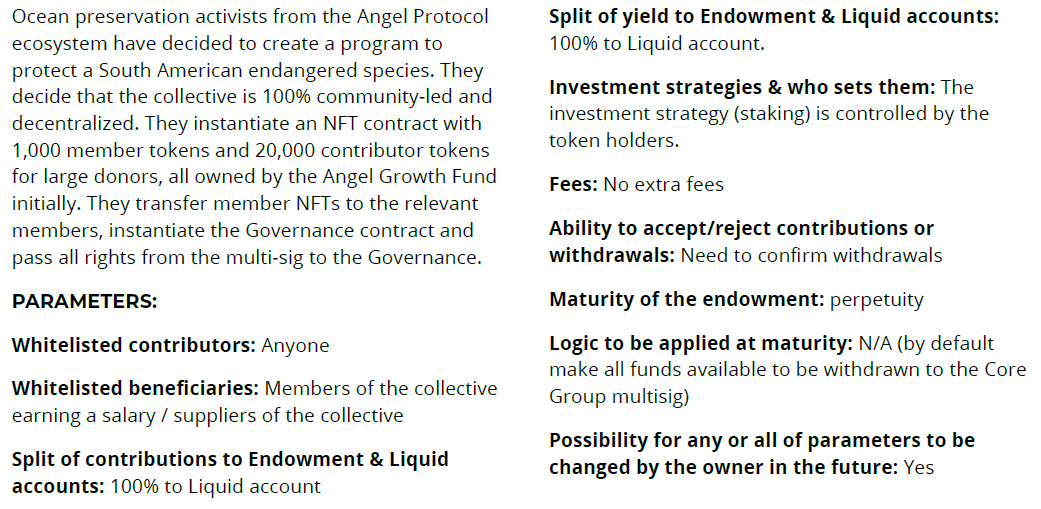 Ocean preservation activists from the Angel Protocol
ecosystem have decided to create a program to
protect a South American endangered species. They
decide that the collective is 100% community-led and
decentralized. They instantiate an NFT contract with
1,000 member tokens and 20,000 contributor tokens
for large donors, all owned by the Angel Growth Fund
initially. They transfer member NFTs to the relevant
members, instantiate the Governance contract and
pass all rights from the multi-sig to the Governance.
PARAMETERS:
Whitelisted contributors: Anyone
Whitelisted beneficiaries: Members of the collective
earning a salary / suppliers of the collective
Split of contributions to Endowment & Liquid
accounts: 100% to Liquid account
Split of yield to Endowment & Liquid accounts:
100% to Liquid account.
Investment strategies & who sets them: The
investment strategy (staking) is controlled by the
token holders.
Fees: No extra fees
Ability to accept/reject contributions or
withdrawals: Need to confirm withdrawals
Maturity of the endowment: perpetuity
Logic to be applied at maturity: N/A (by default
make all funds available to be withdrawn to the Core
Group multisig)
Possibility for any or all of parameters to be
changed by the owner in the future: Yes